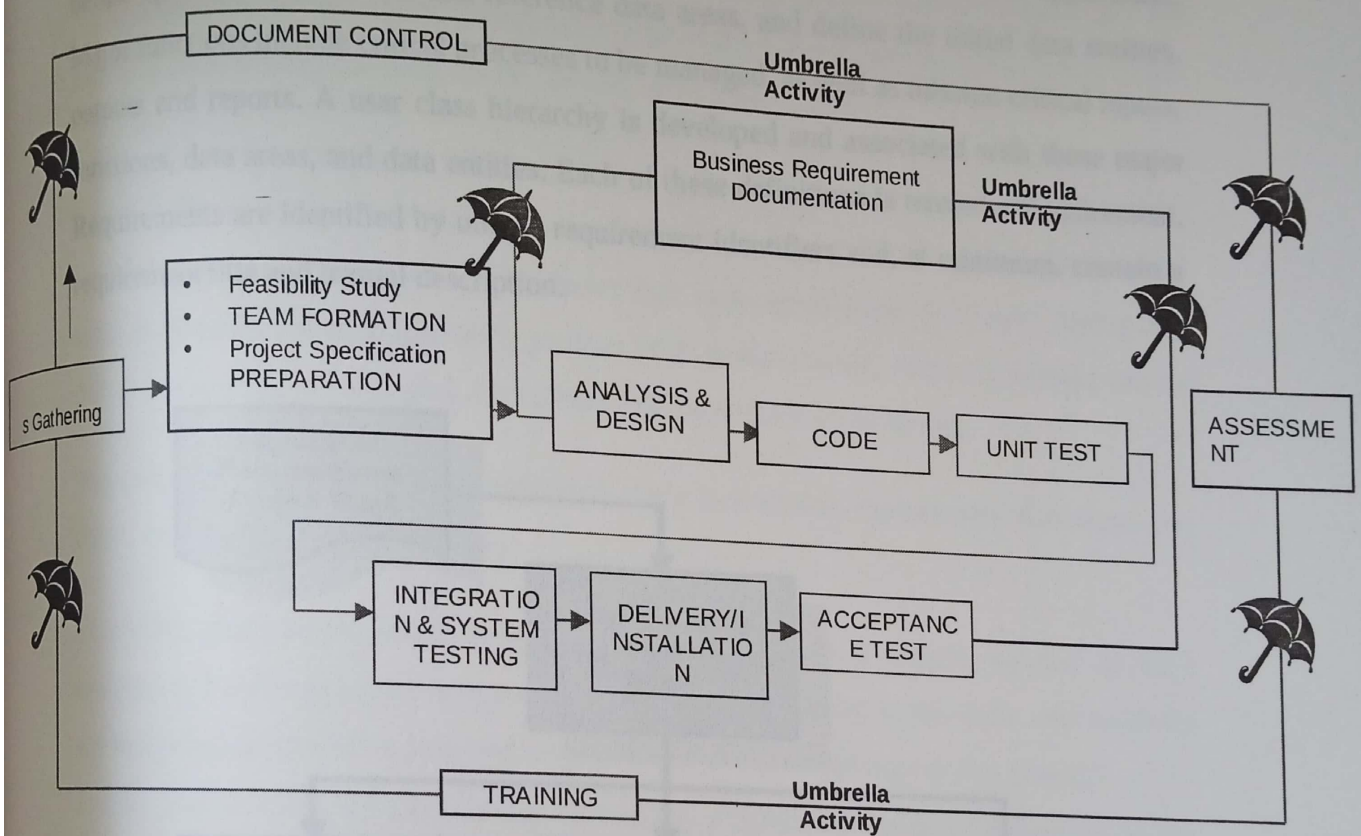 DOCUMENT CONTROL
Umbrella
Activity
Business Requirement
Documentation
Umbrella
Activity
• Feasibility Study
• TEAM FORMATION
• Project Specification
PREPARATION
s Gathering
ANALYSIS &
DESIGN
CODE
UNIT TEST
ASSESSME
NT
INTEGRATIO
N & SYSTEM
TESTING
DELIVERY/I
NSTALLATIO
N
ACCEPTANC
E TEST
TRAINING
Umbrella
Activity